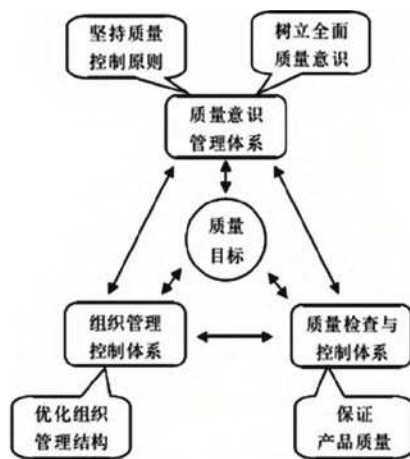 坚持质量
控制原则
树立全面
质量意识
质量意识
管理体系
质量
目标
组织管理
控制体系
质量检查与
控制体系
优化组织
管理结构
保证
产品质量